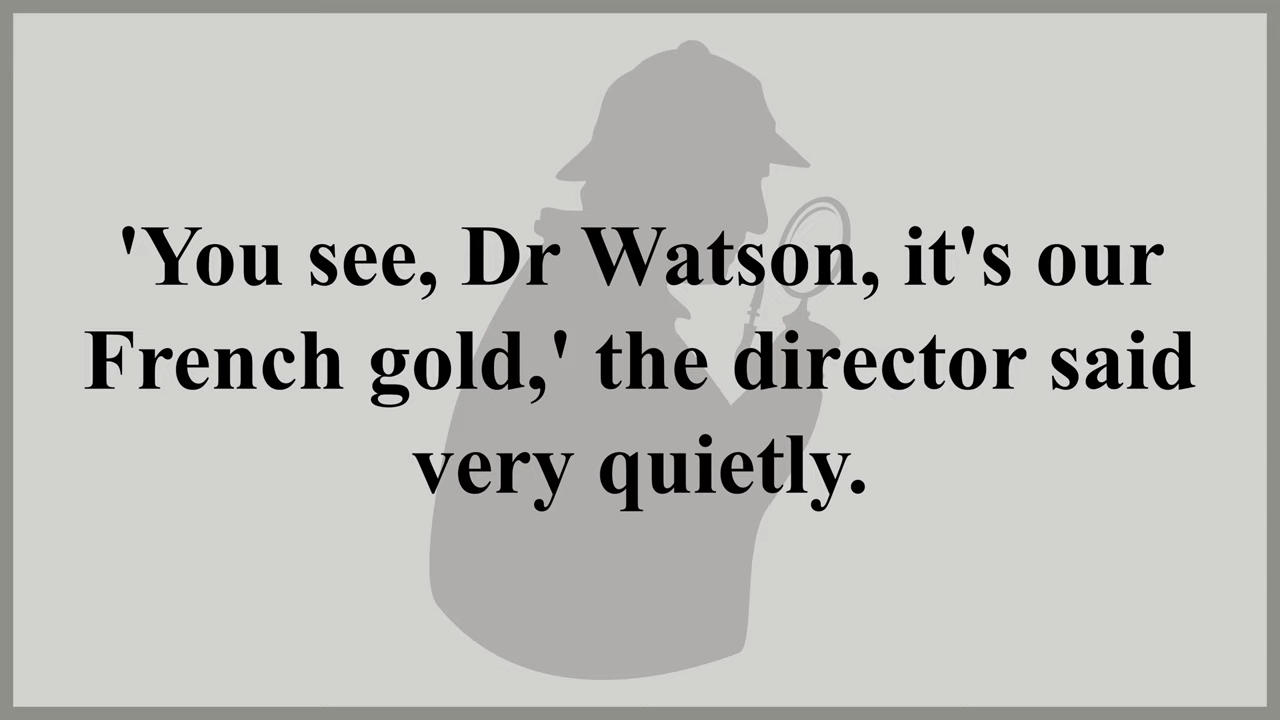 'You see, Dr Watson, it's our
French gold,' the director said
very quietly.